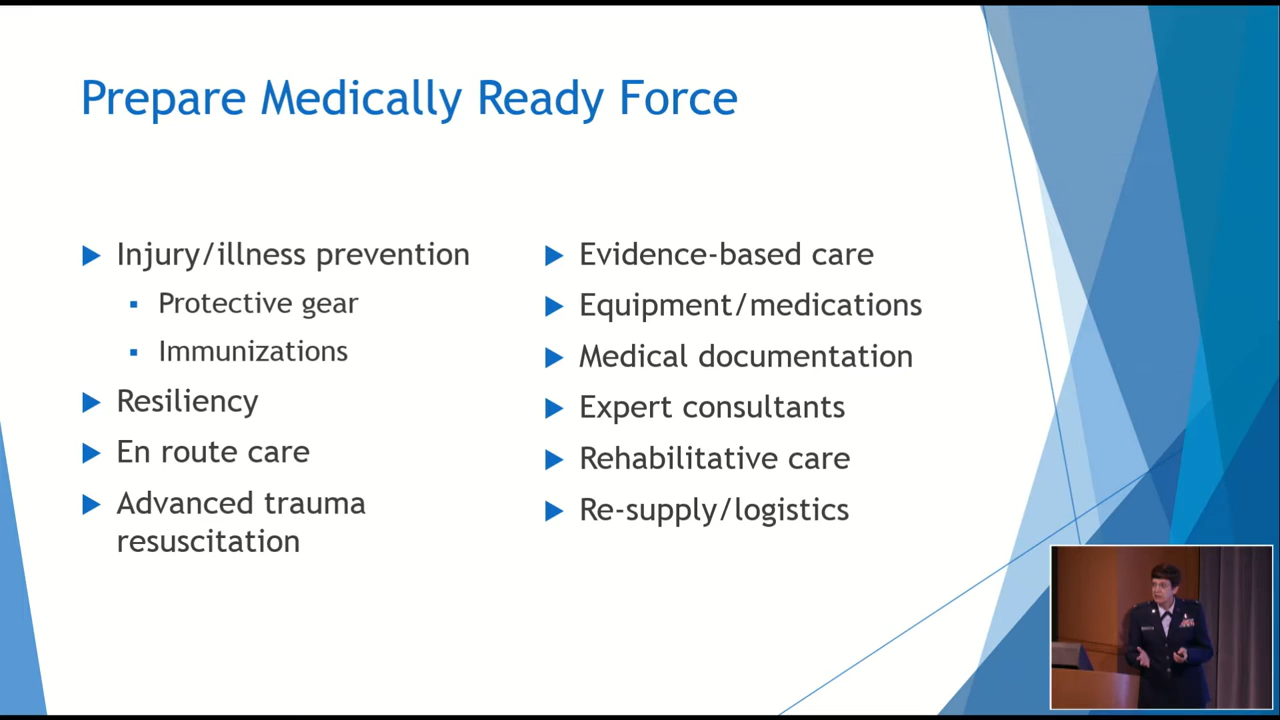 Prepare Medically Ready Force
Injury/illness prevention
Protective gear
Immunizations
Resiliency
En route care
Advanced trauma
resuscitation
Evidence-based care
Equipment/medications
Medical documentation
Expert consultants
Rehabilitative care
Re-supply/logistics